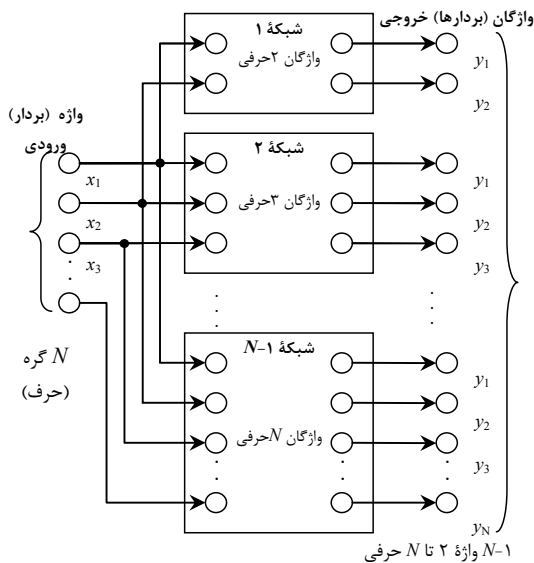 واژگان (بردارها) خروجی
شبکهٔ ۱
واژگان ۲حرفی
y1
y2
واژه (بردار)
ورودی
شبکهٔ ۲
واژگان ۳حرفی
x1
x2
x3
y1
y2
y3
شبکهٔ N-۱
واژگان Nحرفی
N گره
(حرف)
y1
y2
y3
yN
N-۱ واژهٔ ۲ تا N حرفی